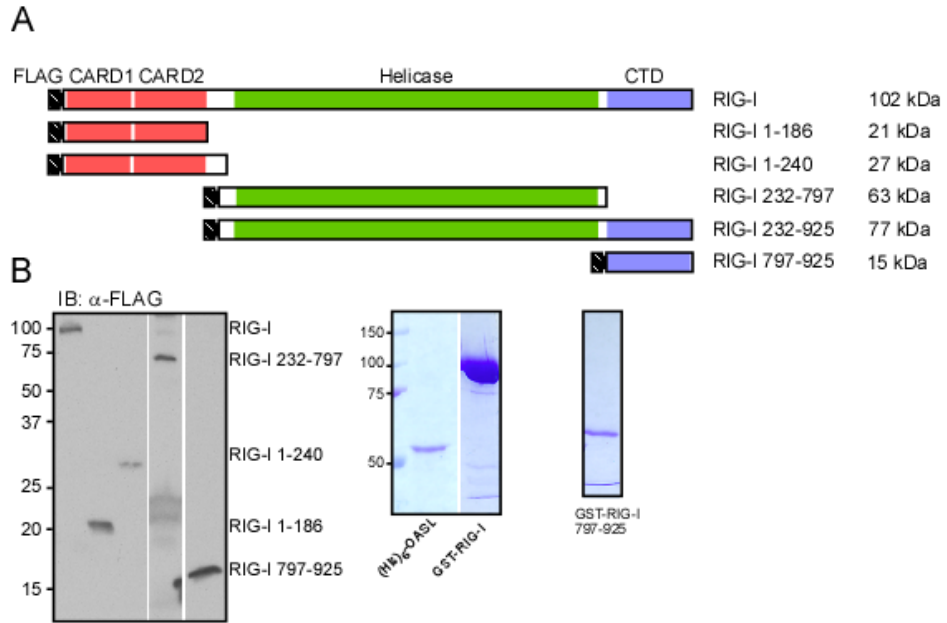 A
FLAG CARD1 CARD2 Helicase CTD
RIG-I 102 kDa
RIG-I 1-186 21 kDa
RIG-I 1-240 27 kDa
RIG-I 232-797 63 kDa
RIG-I 232-925 77 kDa
RIG-I 797-925 15 kDa
B
IB: α-FLAG
100
75
50
37
25
20
15
RIG-I
RIG-I 232-797
RIG-I 1-240
RIG-I 1-186
RIG-I 797-925
150
100
75
50
(His)6-OASL
GST-RIG-I
GST-RIG-I
797-925